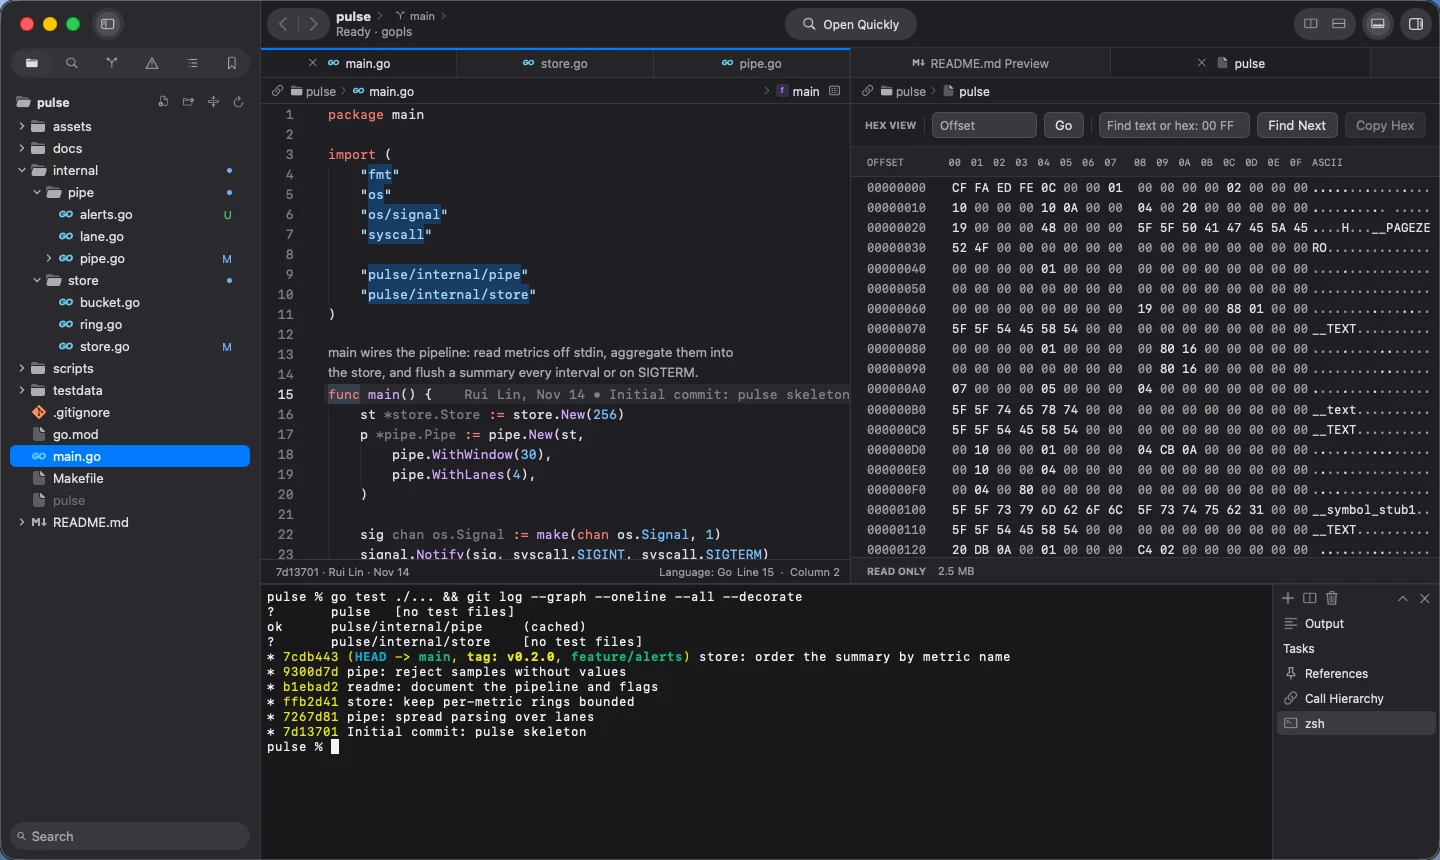 pulse
main
Ready · gopls
Open Quickly
main.go
store.go
pipe.go
README.md Preview
pulse
pulse
assets
docs
internal
pipe
alerts.go U
lane.go
pipe.go M
store
bucket.go
ring.go
store.go M
scripts
testdata
.gitignore
go.mod
main.go
Makefile
pulse
README.md
Search
pulse main.go main
1 package main
2
3 import (
4 "fmt"
5 "os"
6 "os/signal"
7 "syscall"
8
9 "pulse/internal/pipe"
10 "pulse/internal/store"
11 )
12
13 main wires the pipeline: read metrics off stdin, aggregate them into
14 the store, and flush a summary every interval or on SIGTERM.
15 func main() { Rui Lin, Nov 14 • Initial commit: pulse skeleton
16 st *store.Store := store.New(256)
17 p *pipe.Pipe := pipe.New(st,
18 pipe.WithWindow(30),
19 pipe.WithLanes(4),
20 )
21
22 sig chan os.Signal := make(chan os.Signal, 1)
23 signal.Notify(sig, syscall.SIGINT, syscall.SIGTERM)
7d13701 · Rui Lin · Nov 14 Language: Go Line 15 · Column 2
pulse pulse
HEX VIEW Offset Go Find text or hex: 00 FF Find Next Copy Hex
OFFSET 00 01 02 03 04 05 06 07 08 09 0A 0B 0C 0D 0E 0F ASCII
00000000 CF FA ED FE 0C 00 00 01 00 00 00 00 02 00 00 00 ................
00000010 10 00 00 00 10 0A 00 00 04 00 20 00 00 00 00 00 .......... .....
00000020 19 00 00 00 48 00 00 00 5F 5F 50 41 47 45 5A 45 ....H...__PAGEZE
00000030 52 4F 00 00 00 00 00 00 00 00 00 00 00 00 00 00 RO..............
00000040 00 00 00 00 01 00 00 00 00 00 00 00 00 00 00 00 ................
00000050 00 00 00 00 00 00 00 00 00 00 00 00 00 00 00 00 ................
00000060 00 00 00 00 00 00 00 00 19 00 00 00 88 01 00 00 ................
00000070 5F 5F 54 45 58 54 00 00 00 00 00 00 00 00 00 00 __TEXT..........
00000080 00 00 00 00 01 00 00 00 00 80 16 00 00 00 00 00 ................
00000090 00 00 00 00 00 00 00 00 00 80 16 00 00 00 00 00 ................
000000A0 07 00 00 00 05 00 00 00 04 00 00 00 00 00 00 00 ................
000000B0 5F 5F 74 65 78 74 00 00 00 00 00 00 00 00 00 00 __text..........
000000C0 5F 5F 54 45 58 54 00 00 00 00 00 00 00 00 00 00 __TEXT..........
000000D0 00 10 00 00 01 00 00 00 04 CB 0A 00 00 00 00 00 ................
000000E0 00 10 00 00 04 00 00 00 00 00 00 00 00 00 00 00 ................
000000F0 00 04 00 80 00 00 00 00 00 00 00 00 00 00 00 00 ................
00000100 5F 5F 73 79 6D 62 6F 6C 5F 73 74 75 62 31 00 00 __symbol_stub1..
00000110 5F 5F 54 45 58 54 00 00 00 00 00 00 00 00 00 00 __TEXT..........
00000120 20 DB 0A 00 01 00 00 00 C4 02 00 00 00 00 00 00  ...............
READ ONLY 2.5 MB
pulse % go test ./... && git log --graph --oneline --all --decorate
? pulse [no test files]
ok pulse/internal/pipe (cached)
? pulse/internal/store [no test files]
* 7cdb443 (HEAD -> main, tag: v0.2.0, feature/alerts) store: order the summary by metric name
* 9300d7d pipe: reject samples without values
* b1ebad2 readme: document the pipeline and flags
* ffb2d41 store: keep per-metric rings bounded
* 7267d81 pipe: spread parsing over lanes
* 7d13701 Initial commit: pulse skeleton
pulse %
Output
Tasks
References
Call Hierarchy
zsh